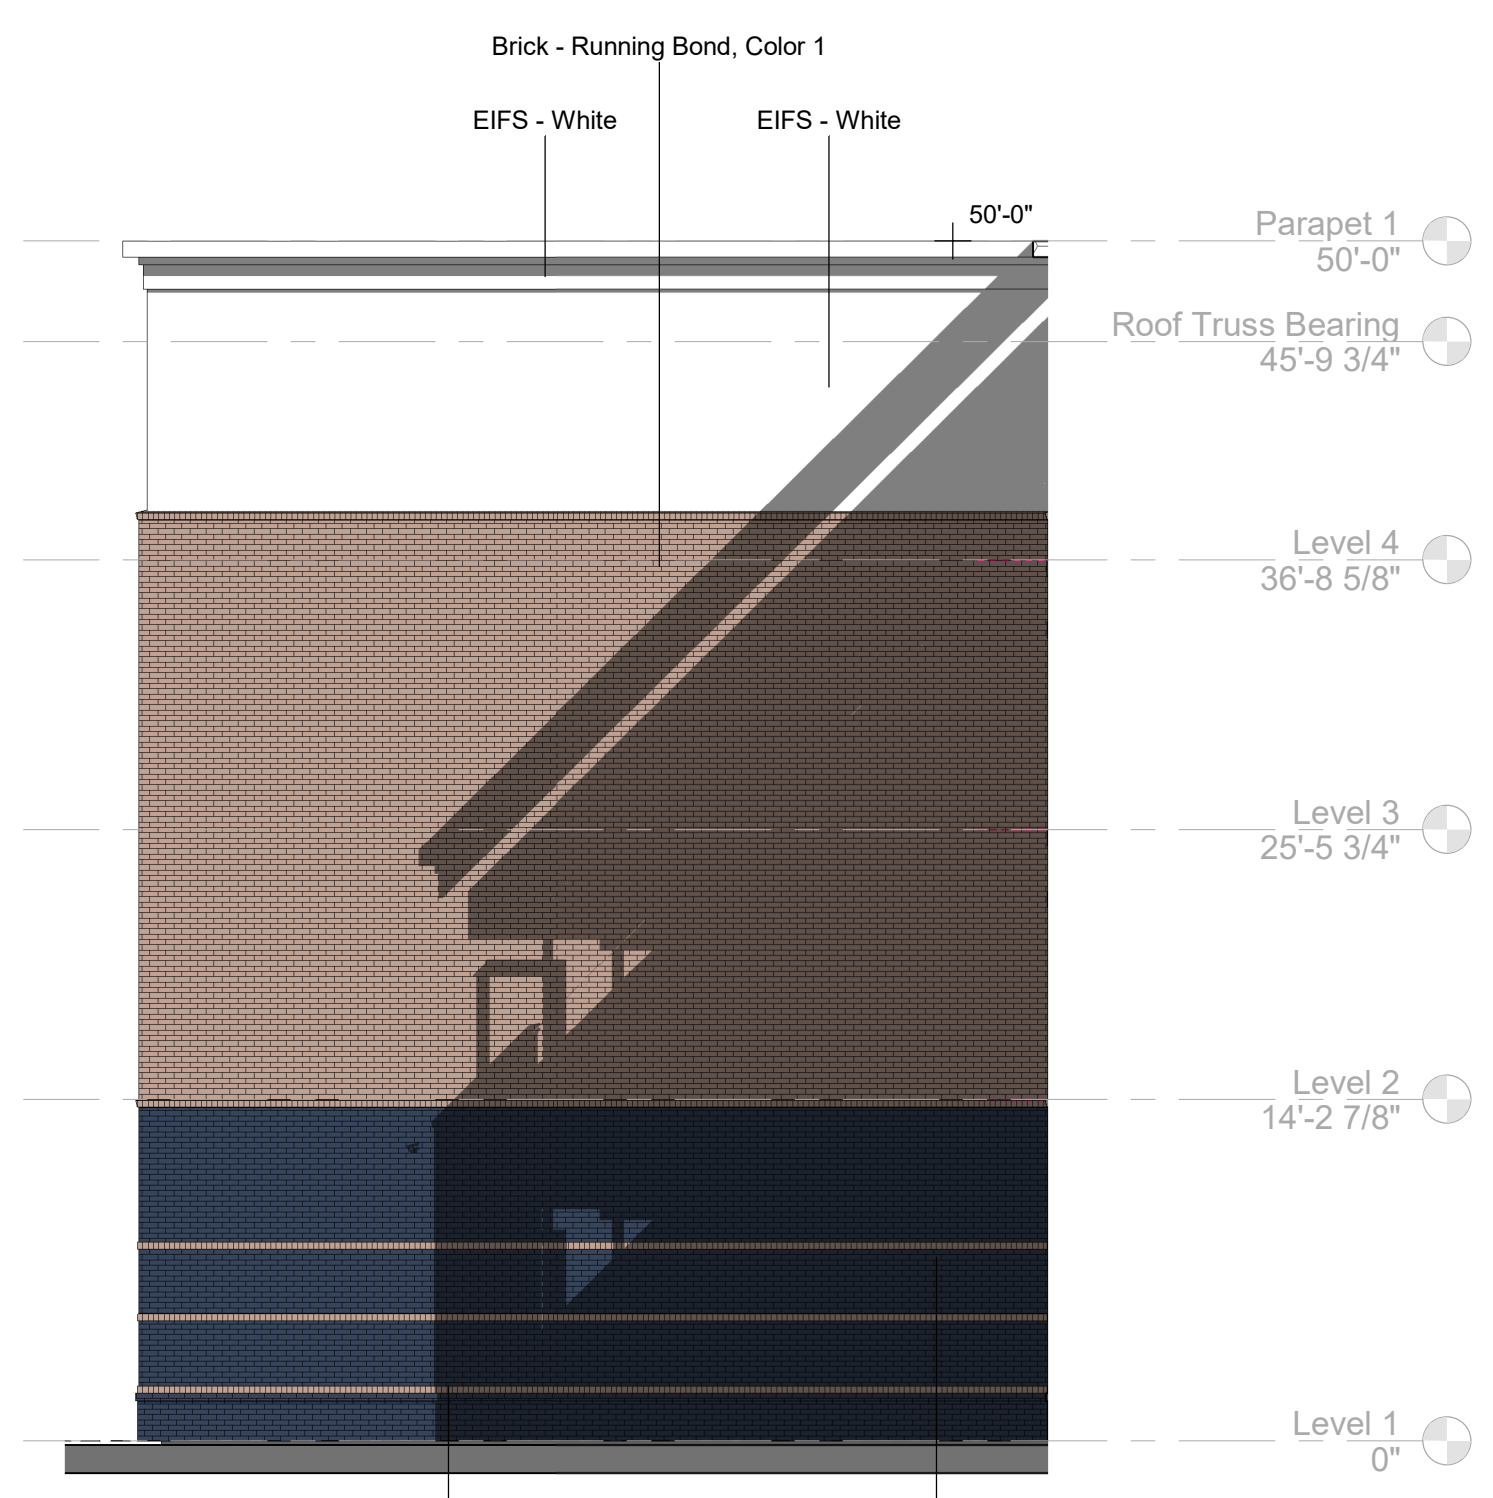 Brick - Running Bond, Color 1
EIFS - White
EIFS - White
50'-0"
Parapet 1
50'-0"
Roof Truss Bearing
45'-9 3/4"
Level 4
36'-8 5/8"
Level 3
25'-5 3/4"
Level 2
14'-2 7/8"
Level 1
0"